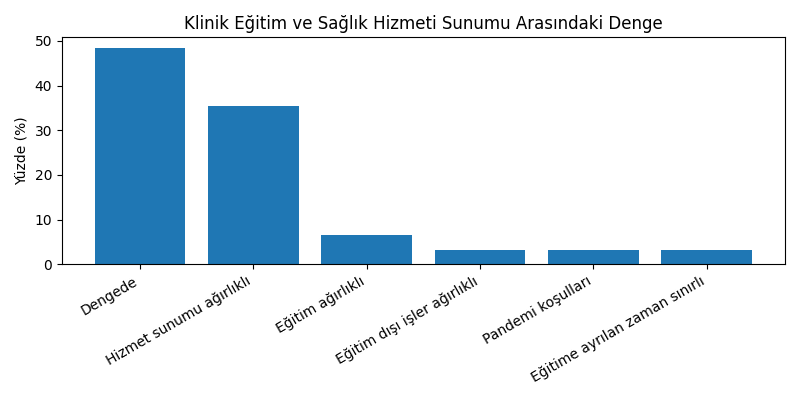 Klinik Eğitim ve Sağlık Hizmeti Sunumu Arasındaki Denge
Yüzde (%)
50
40
30
20
10
0
Dengede
Hizmet sunumu ağırlıklı
Eğitim ağırlıklı
Eğitim dışı işler ağırlıklı
Pandemi koşulları
Eğitime ayrılan zaman sınırlı